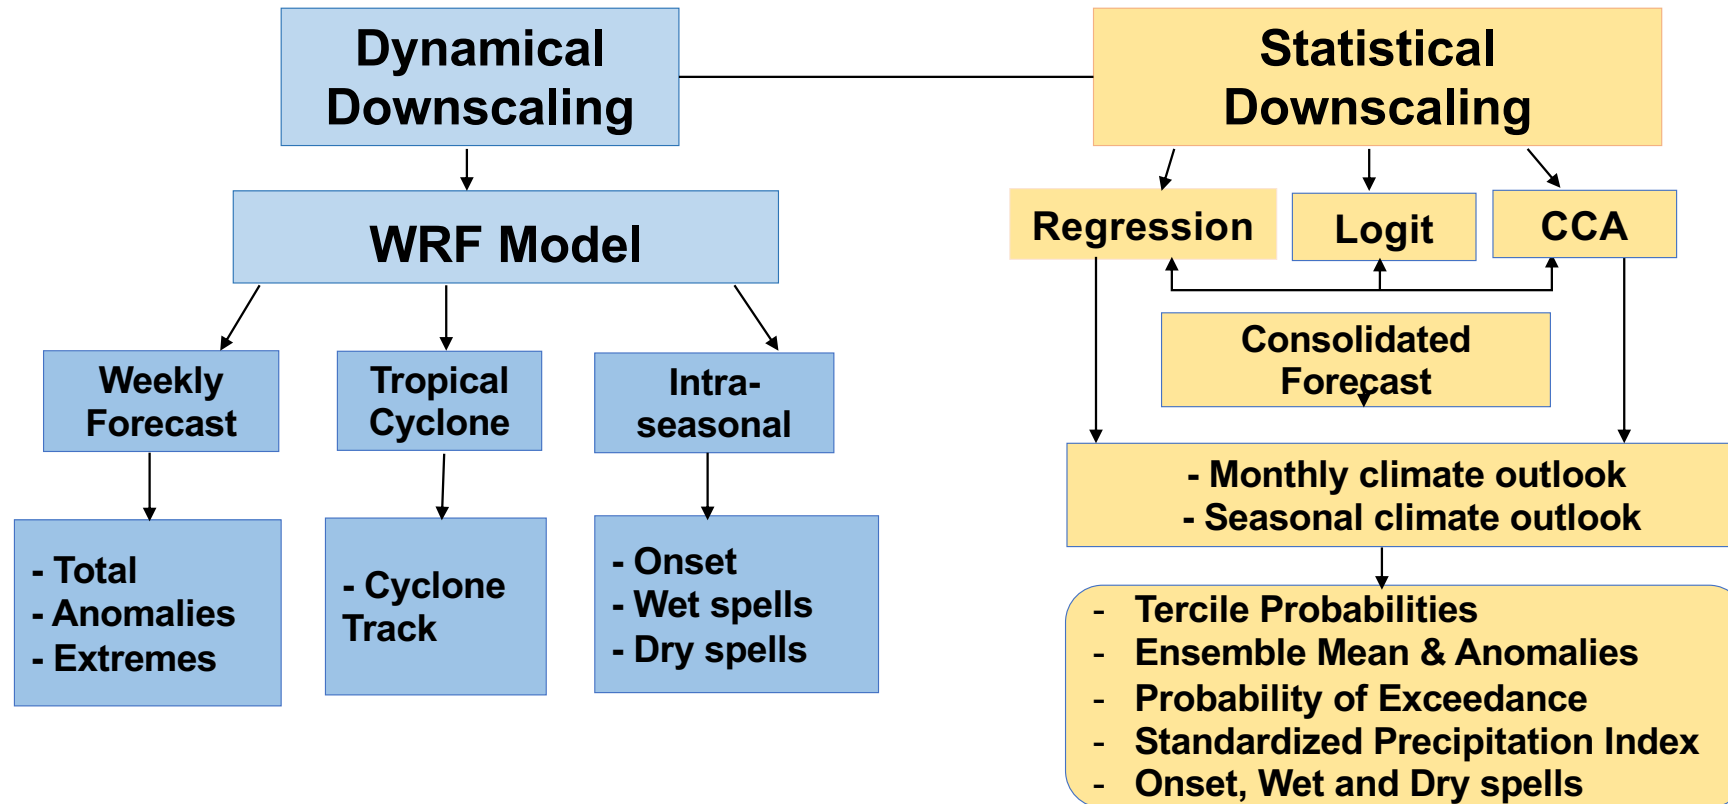 Dynamical
Downscaling
Statistical
Downscaling
WRF Model
Regression
Logit
CCA
Weekly
Forecast
Tropical
Cyclone
Intra-
seasonal
Consolidated
Forecast
- Monthly climate outlook
- Seasonal climate outlook
- Total
- Anomalies
- Extremes
- Cyclone
Track
- Onset
- Wet spells
- Dry spells
- Tercile Probabilities
- Ensemble Mean & Anomalies
- Probability of Exceedance
- Standardized Precipitation Index
- Onset, Wet and Dry spells